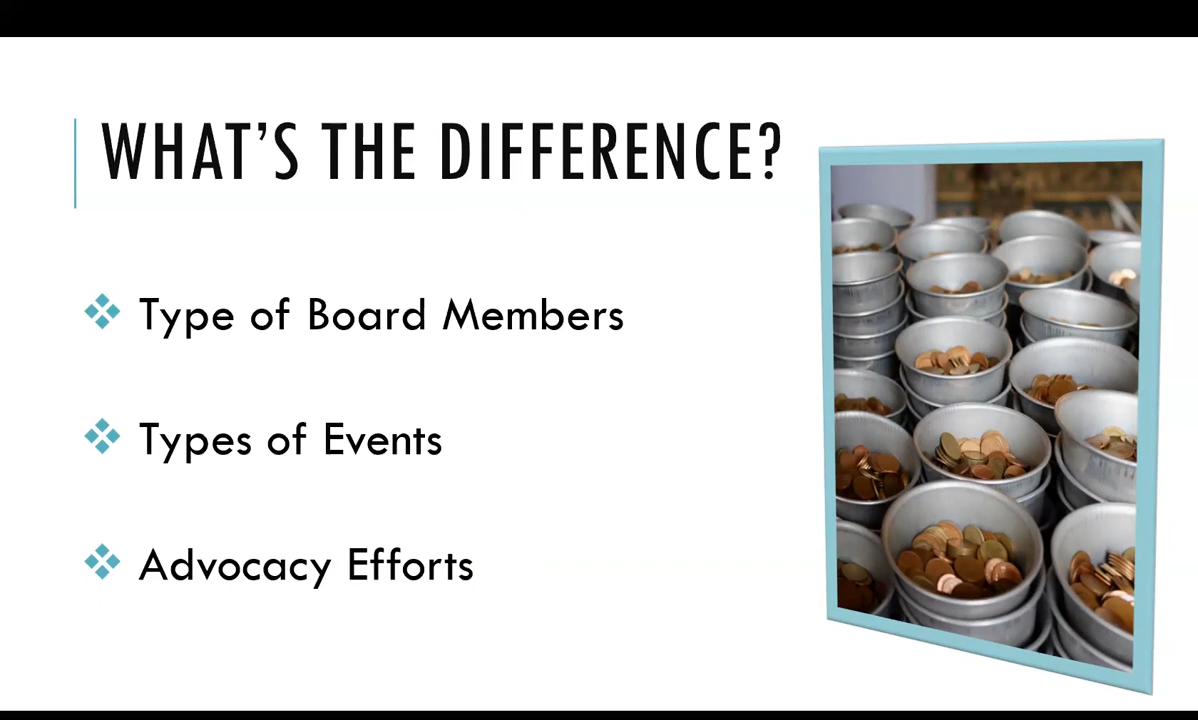 WHAT'S THE DIFFERENCE?
Type of Board Members
Types of Events
Advocacy Efforts